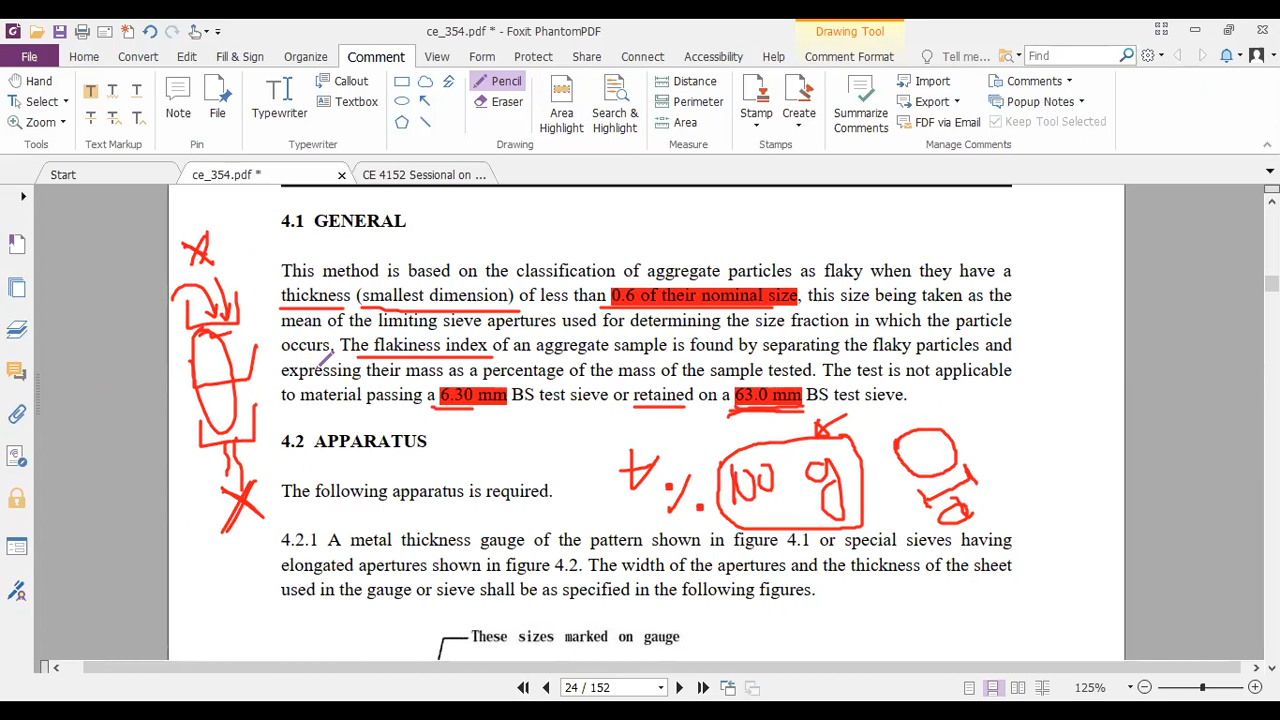 ce_354.pdf * - Foxit PhantomPDF
Drawing Tool
File Home Convert Edit Fill & Sign Organize Comment View Form Protect Share Connect Accessibility Help Comment Format Tell me... Find
Hand
Select
Zoom
Tools
T T T
T T T
Text Markup
Note
File
Pin
Typewriter
Callout
Textbox
Typewriter
Pencil
Eraser
Area Highlight
Search & Highlight
Drawing
Distance
Perimeter
Area
Measure
Stamp
Create
Stamps
Summarize Comments
Import
Export
FDF via Email
Comments
Popup Notes
Keep Tool Selected
Manage Comments
Start ce_354.pdf * CE 4152 Sessional on ...
4.1 GENERAL
This method is based on the classification of aggregate particles as flaky when they have a
thickness (smallest dimension) of less than 0.6 of their nominal size, this size being taken as the
mean of the limiting sieve apertures used for determining the size fraction in which the particle
occurs. The flakiness index of an aggregate sample is found by separating the flaky particles and
expressing their mass as a percentage of the mass of the sample tested. The test is not applicable
to material passing a 6.30 mm BS test sieve or retained on a 63.0 mm BS test sieve.
4.2 APPARATUS
100 g
The following apparatus is required.
4.2.1 A metal thickness gauge of the pattern shown in figure 4.1 or special sieves having
elongated apertures shown in figure 4.2. The width of the apertures and the thickness of the sheet
used in the gauge or sieve shall be as specified in the following figures.
These sizes marked on gauge
24 / 152
125%